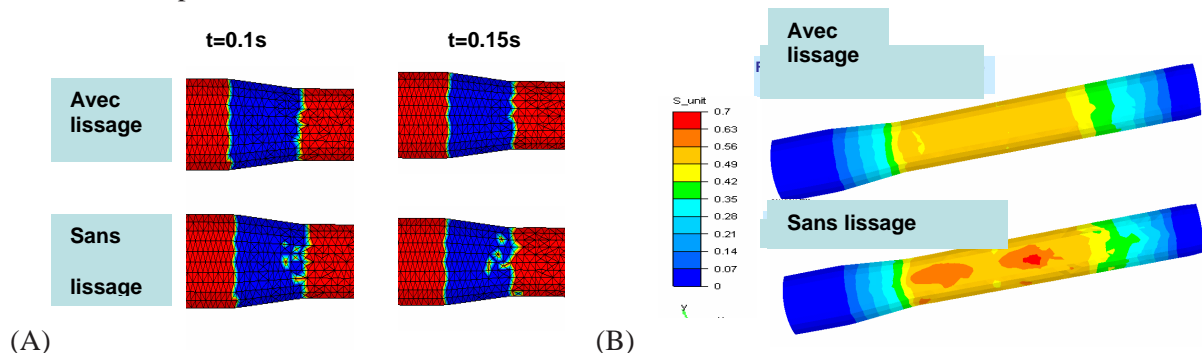 t=0.1s
t=0.15s
Avec
lissage
Sans
lissage
(A)
Avec
lissage
S_unit
0.7
0.63
0.56
0.49
0.42
0.35
0.28
0.21
0.14
0.07
0
y
Sans lissage
(B)